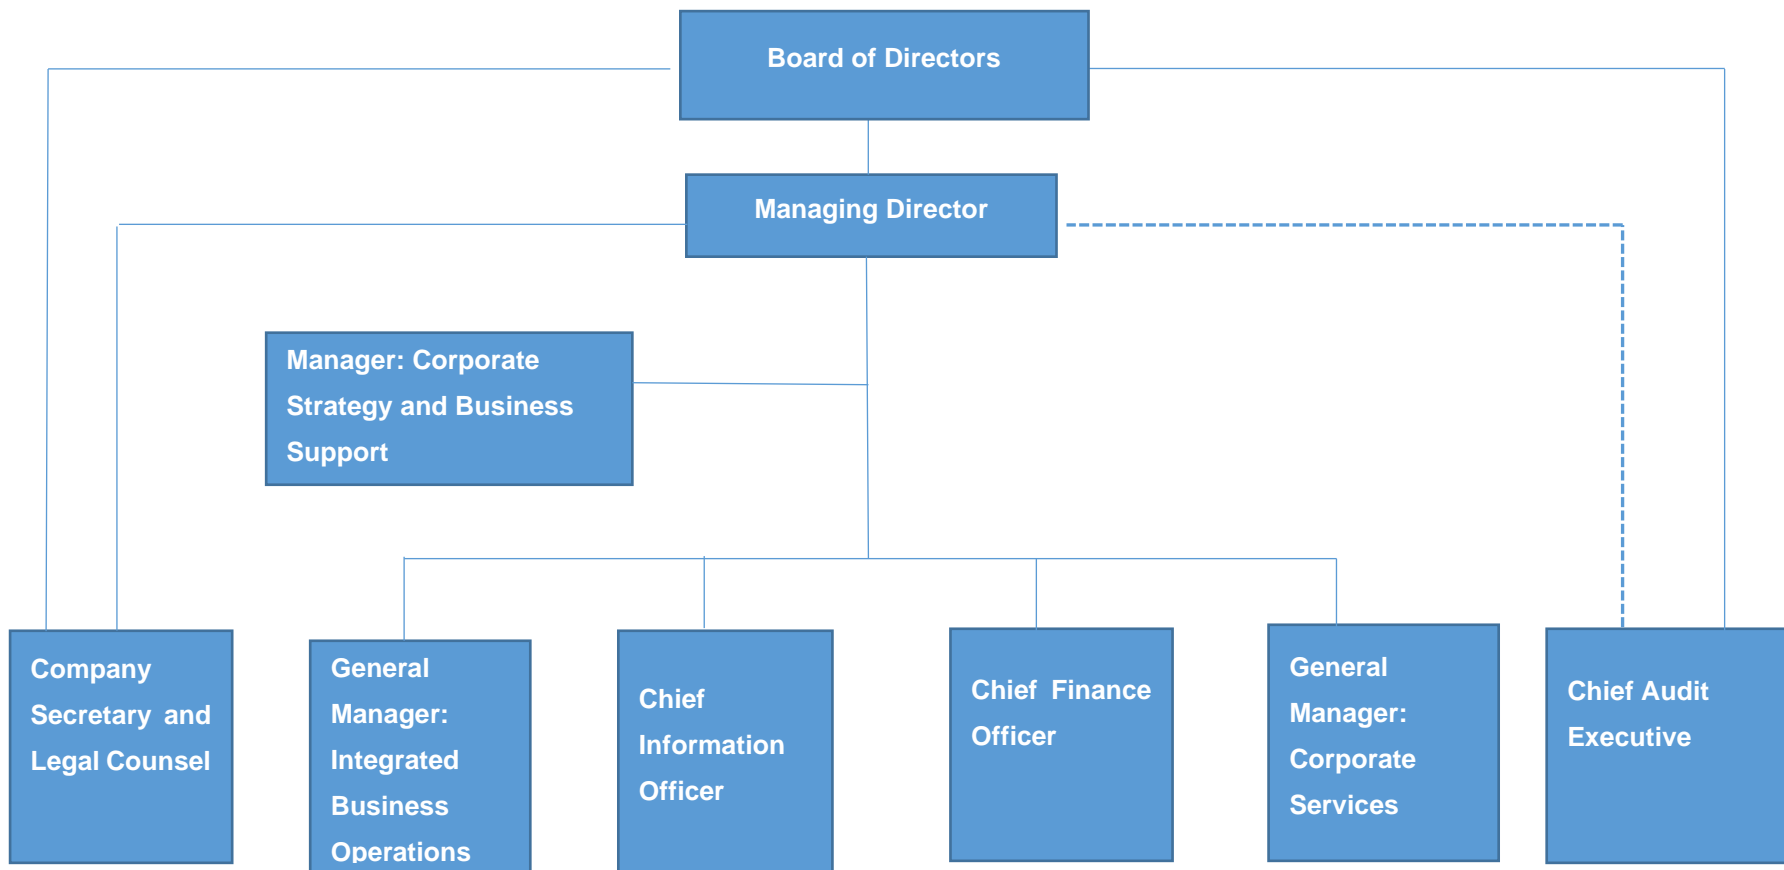 Board of Directors
Managing Director
Manager: Corporate
Strategy and Business
Support
Company
Secretary and
Legal Counsel
General
Manager:
Integrated
Business
Operations
Chief
Information
Officer
Chief Finance
Officer
General
Manager:
Corporate
Services
Chief Audit
Executive